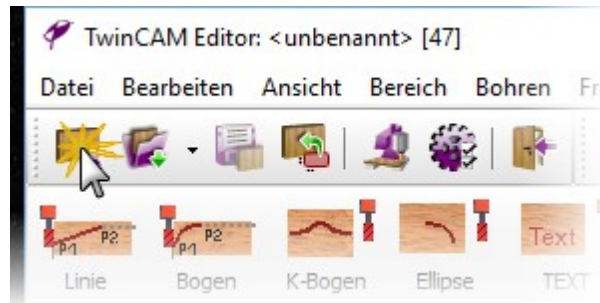 TwinCAM Editor: <unbenannt> [47]
Datei Bearbeiten Ansicht Bereich Bohren Fr
P1 P2 P1 P2 Text
Linie Bogen K-Bogen Ellipse TEXT